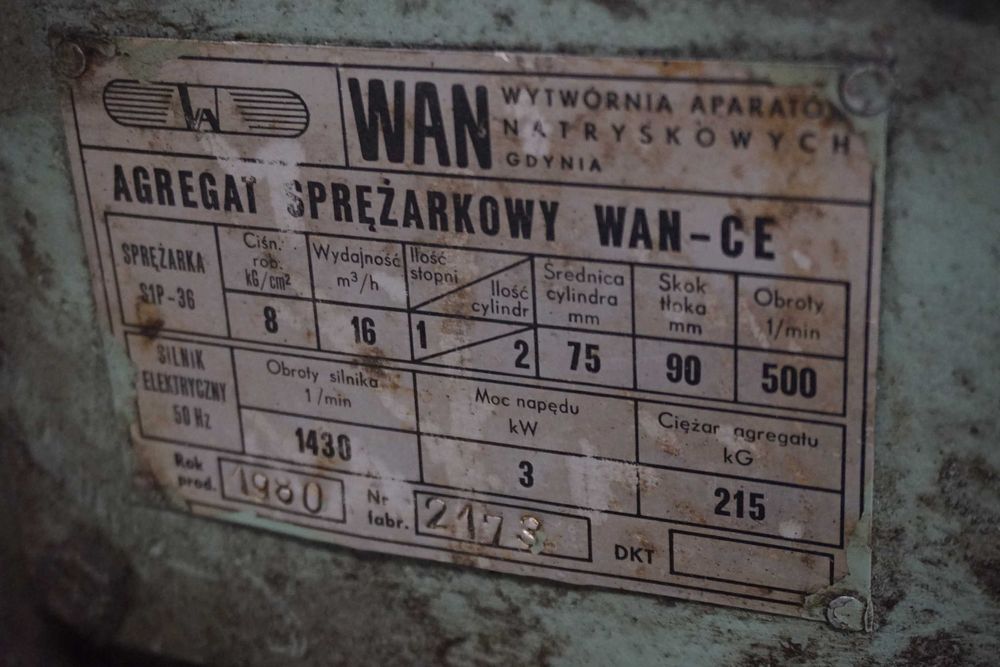 WAN WYTWÓRNIA APARATÓW
NATRYSKOWYCH
GDYNIA
AGREGAT SPRĘŻARKOWY WAN-CE
SPRĘŻARKA
S1P-36
Ciśn.
rob.
kG/cm²
8
Wydajność
m³/h
16
Ilość
stopni
Ilość
cylindr
1
2
Średnica
cylindra
mm
75
Skok
tłoka
mm
90
Obroty
1/min
500
SILNIK
ELEKTRYCZNY
50 Hz
Obroty silnika
1/min
1430
Moc napędu
kW
3
Ciężar agregatu
kG
215
Rok
prod.
1980
Nr
fabr.
2173
DKT